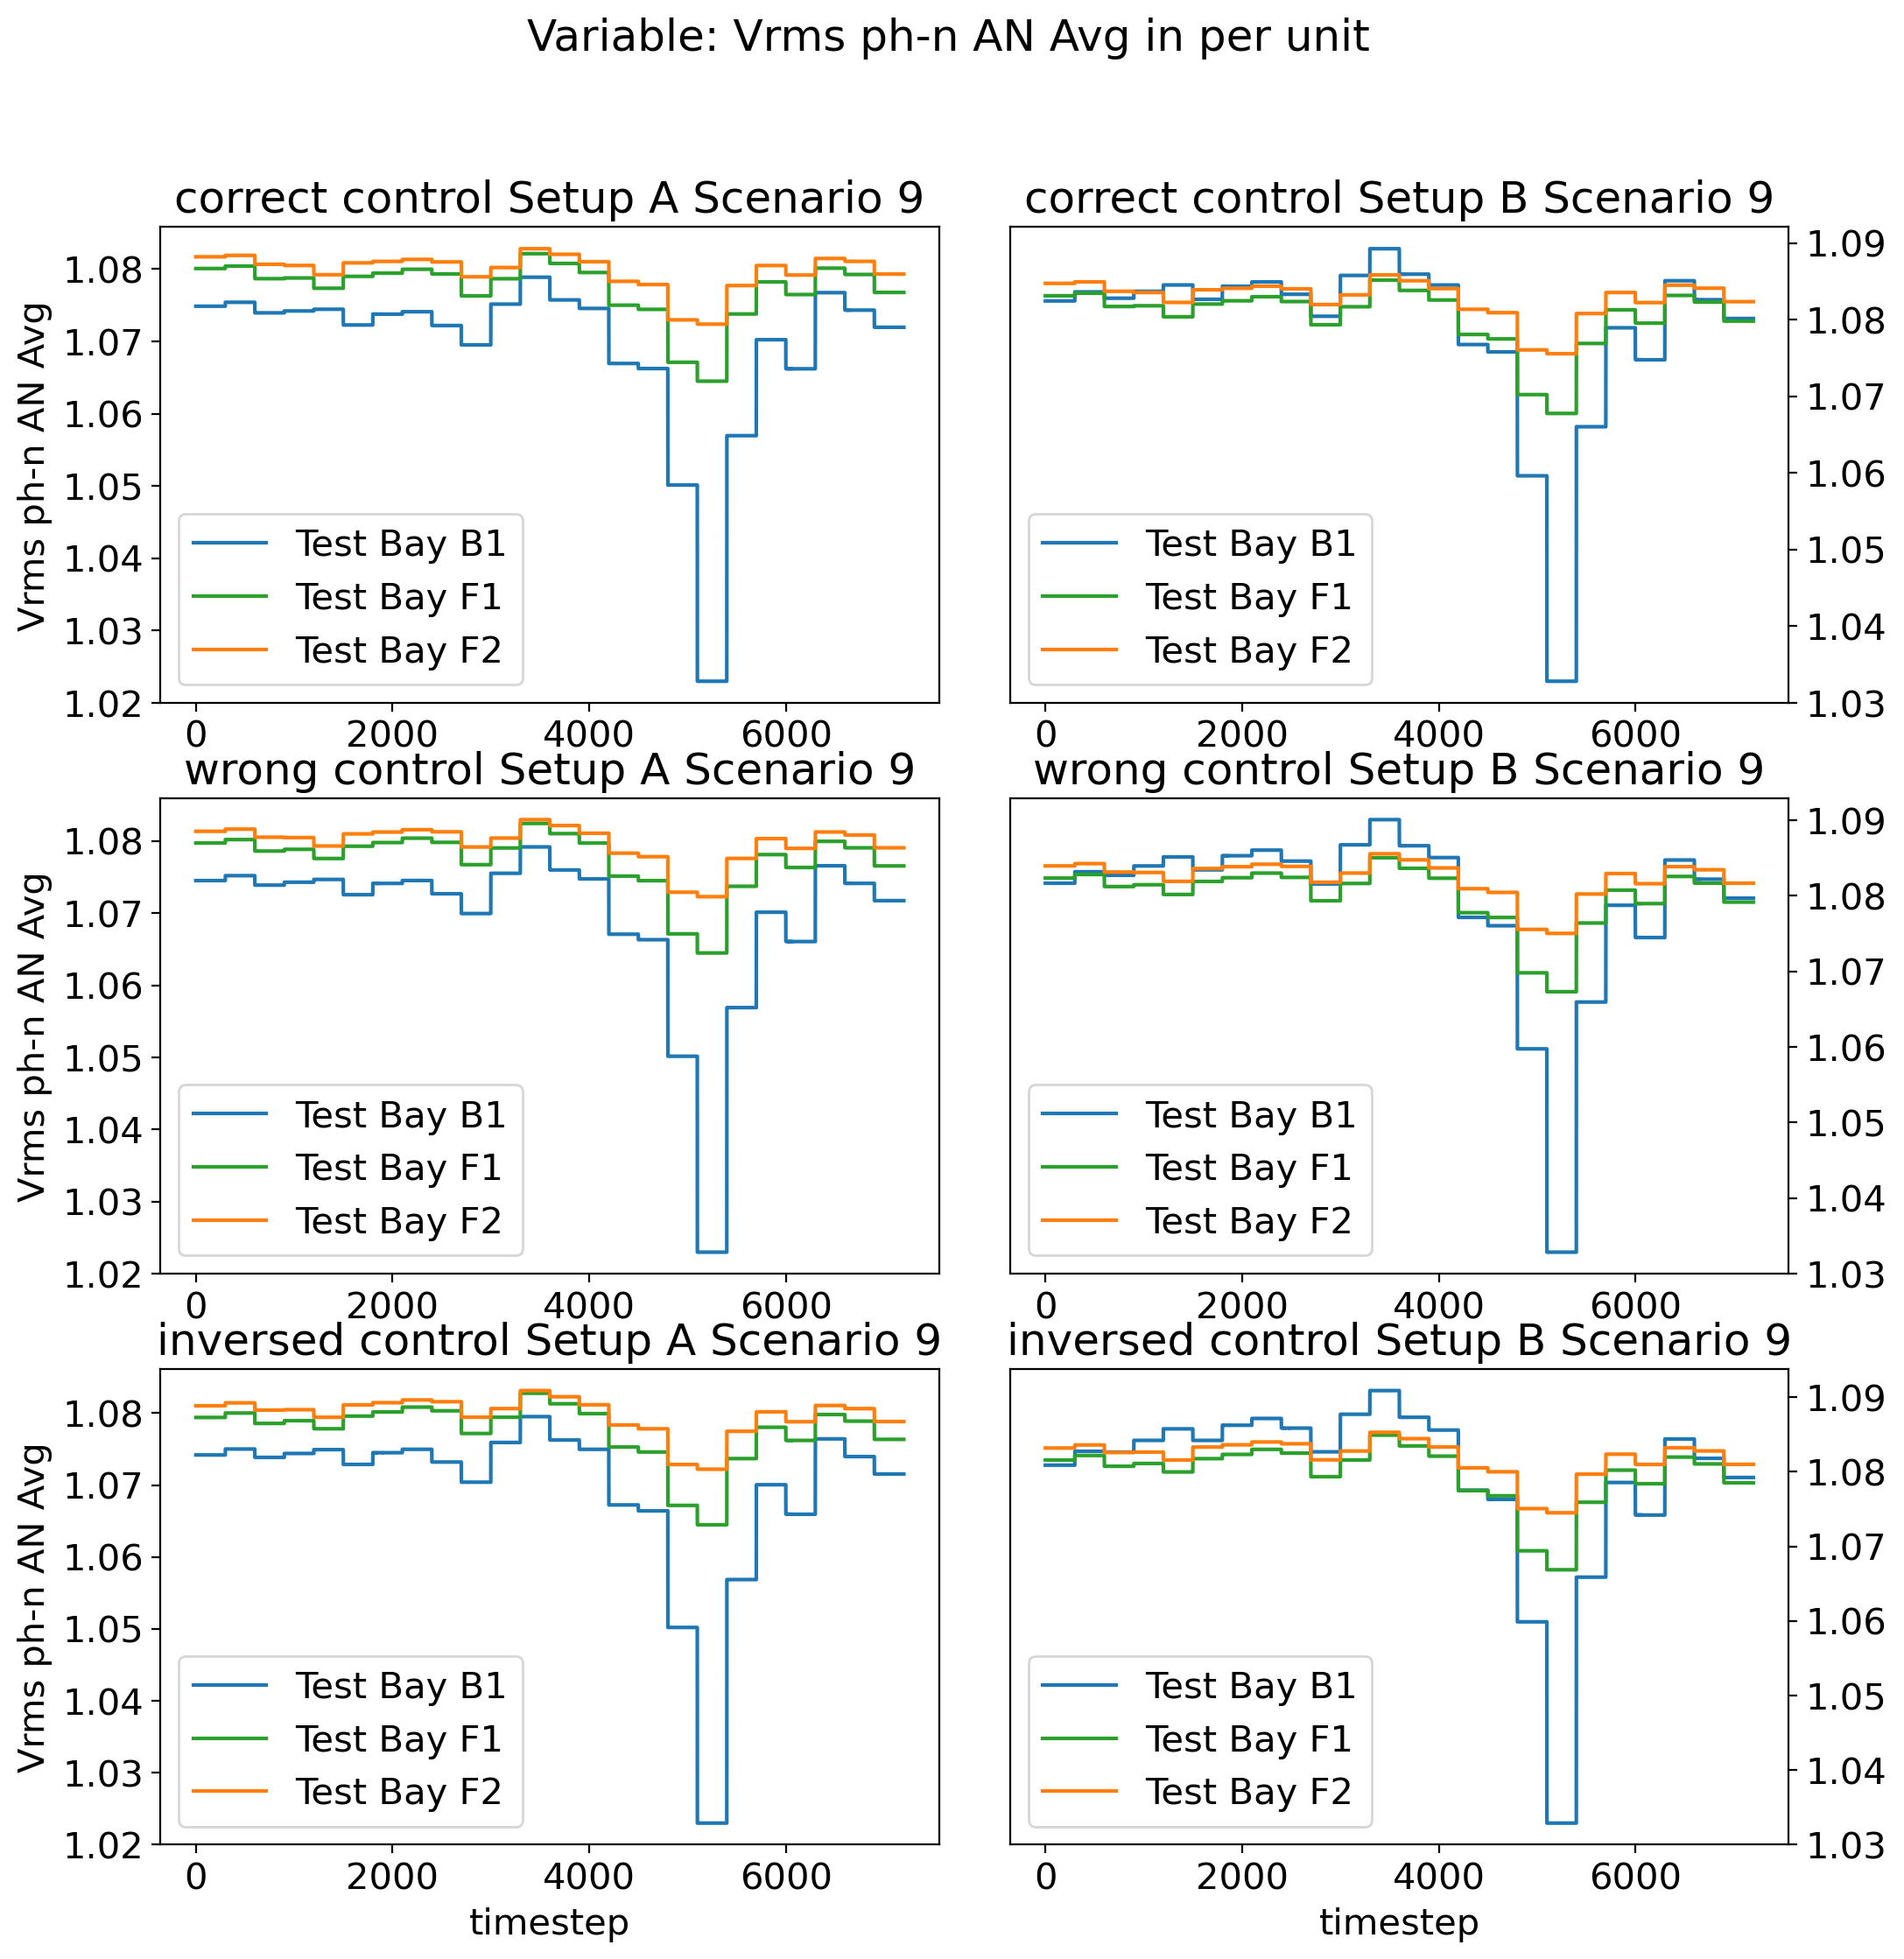 Variable: Vrms ph-n AN Avg in per unit
correct control Setup A Scenario 9
Vrms ph-n AN Avg
1.08
1.07
1.06
1.05
1.04
1.03
1.02
Test Bay B1
Test Bay F1
Test Bay F2
0 2000 4000 6000
correct control Setup B Scenario 9
1.09
1.08
1.07
1.06
1.05
1.04
1.03
Test Bay B1
Test Bay F1
Test Bay F2
0 2000 4000 6000
wrong control Setup A Scenario 9
Vrms ph-n AN Avg
1.08
1.07
1.06
1.05
1.04
1.03
1.02
Test Bay B1
Test Bay F1
Test Bay F2
0 2000 4000 6000
wrong control Setup B Scenario 9
1.09
1.08
1.07
1.06
1.05
1.04
1.03
Test Bay B1
Test Bay F1
Test Bay F2
0 2000 4000 6000
inversed control Setup A Scenario 9
Vrms ph-n AN Avg
1.08
1.07
1.06
1.05
1.04
1.03
1.02
Test Bay B1
Test Bay F1
Test Bay F2
0 2000 4000 6000
timestep
inversed control Setup B Scenario 9
1.09
1.08
1.07
1.06
1.05
1.04
1.03
Test Bay B1
Test Bay F1
Test Bay F2
0 2000 4000 6000
timestep